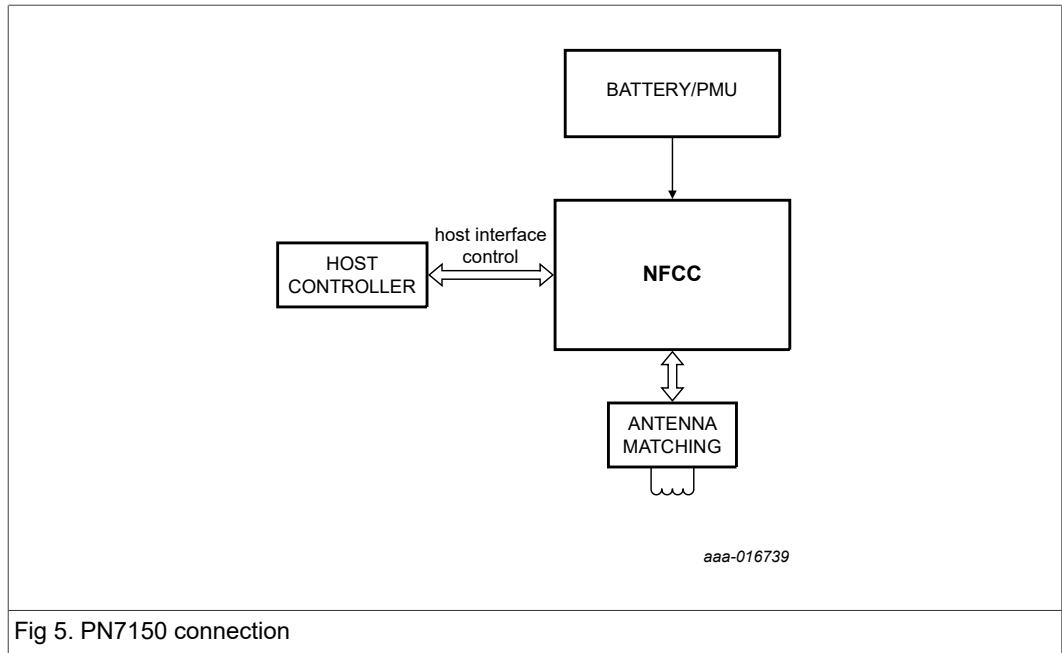 BATTERY/PMU
host interface
control
HOST
CONTROLLER
NFCC
ANTENNA
MATCHING
aaa-016739
Fig 5. PN7150 connection